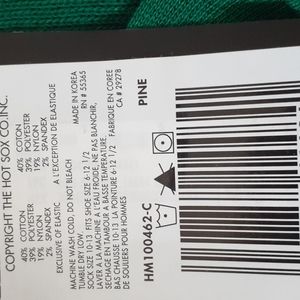 COPYRIGHT THE HOT SOX CO. INC.
40% COTTON
39% POLYESTER
19% NYLON
2% SPANDEX
EXCLUSIVE OF ELASTIC
40% COTON
39% POLYESTER
19% NYLON
2% SPANDEX
A L'EXCEPTION DE ELASTIQUE
MACHINE WASH COLD, DO NOT BLEACH
TUMBLE DRY LOW
MADE IN KOREA
RN # 55365
SOCK SIZE 10-13 FITS SHOE SIZE 6-12 1/2
LAVER A LA MACHINE A L'EAU FROIDE. NE PAS BLANCHIR,
SECHAGE EN TAMBOUR A BASSE TEMPERATURE
BAS CHAUSSE 10-13 LA POINTURE 6-12 1/2 FABRIQUE EN COREE
DE SOULIERS POUR HOMMES
CA # 29278
HM100462-C
PINE